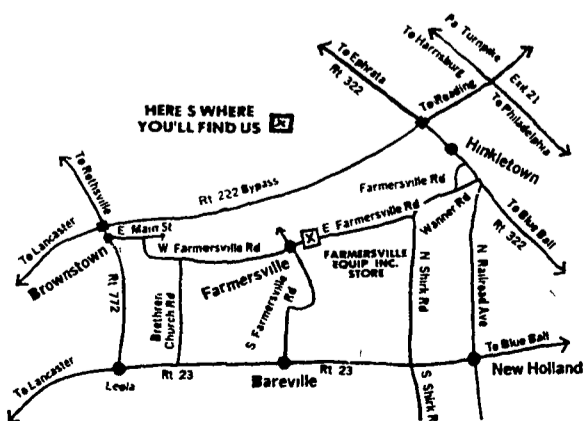 Pa Turnpike
To Harrisburg
Exit 21
To Philadelphia
To Ephrata
Rt 322
To Reading
HERE S WHERE
YOU'LL FIND US
Hinkletown
To Rothsville
Rt 222 Bypass
Farmersville Rd
To Blue Ball
Rt 322
Wanner Rd
E Farmersville Rd
E Main St
W Farmersville Rd
To Lancaster
Brownstown
Farmersville
FARMERSVILLE
EQUIP INC.
STORE
N Shirk Rd
N Railroad Ave
Rt 772
Brethren
Church Rd
S Farmersville
Rd
To Blue Ball
To Lancaster
Leola
Rt 23
Bareville
Rt 23
S Shirk Rd
New Holland